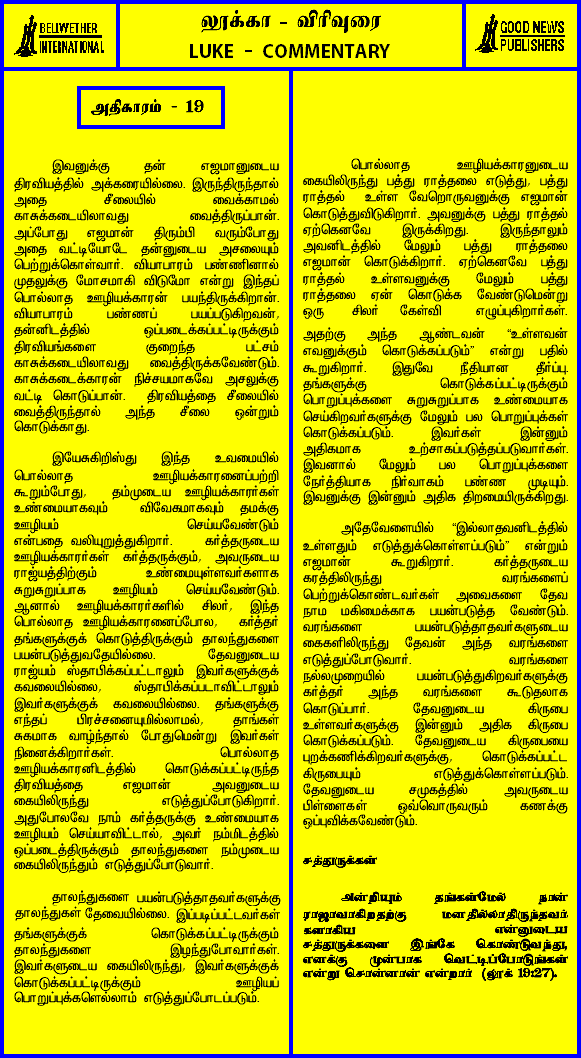 BELWETHER
INTERNATIONAL
லூக்கா - விரிவுரை
LUKE - COMMENTARY
GOOD NEWS
PUBLISHERS
அதிகாரம் - 19
இவனுக்கு தன் எஜமானுடைய
திரவியத்தில் அக்கரையில்லை. இருந்திருந்தால்
அதை சீலையில் வைக்காமல்
காசுக்கடையிலாவது வைத்திருப்பான்.
அப்போது எஜமான் திரும்பி வரும்போது
அதை வட்டியோடே தன்னுடைய அசலையும்
பெற்றுக்கொள்வார். வியாபாரம் பண்ணினால்
முதலுக்கு மோசமாகி விடுமோ என்று இந்தப்
பொல்லாத ஊழியக்காரன் பயந்திருக்கிறான்.
வியாபாரம் பண்ணப் பயப்படுகிறவன்,
தன்னிடத்தில் ஒப்படைக்கப்பட்டிருக்கும்
திரவியங்களை குறைந்த பட்சம்
காசுக்கடையிலாவது வைத்திருக்கவேண்டும்.
காசுக்கடைக்காரன் நிச்சயமாகவே அசலுக்கு
வட்டி கொடுப்பான். திரவியத்தை சீலையில்
வைத்திருந்தால் அந்த சீலை ஒன்றும்
கொடுக்காது.
இயேசுகிறிஸ்து இந்த உவமையில்
பொல்லாத ஊழியக்காரனைப்பற்றி
கூறும்போது, தம்முடைய ஊழியக்காரர்கள்
உண்மையாகவும் விவேகமாகவும் தமக்கு
ஊழியம் செய்யவேண்டும்
என்பதை வலியுறுத்துகிறார். கர்த்தருடைய
ஊழியக்காரர்கள் கர்த்தருக்கும், அவருடைய
ராஜ்யத்திற்கும் உண்மையுள்ளவர்களாக
சுறுசுறுப்பாக ஊழியம் செய்யவேண்டும்.
ஆனால் ஊழியக்காரர்களில் சிலர், இந்த
பொல்லாத ஊழியக்காரனைப்போல, கர்த்தர்
தங்களுக்குக் கொடுத்திருக்கும் தாலந்துகளை
பயன்படுத்துவதேயில்லை. தேவனுடைய
ராஜ்யம் ஸ்தாபிக்கப்பட்டாலும் இவர்களுக்குக்
கவலையில்லை, ஸ்தாபிக்கப்படாவிட்டாலும்
இவர்களுக்குக் கவலையில்லை. தங்களுக்கு
எந்தப் பிரச்சனையுமில்லாமல், தாங்கள்
சுகமாக வாழ்ந்தால் போதுமென்று இவர்கள்
நினைக்கிறார்கள். பொல்லாத
ஊழியக்காரனிடத்தில் கொடுக்கப்பட்டிருந்த
திரவியத்தை எஜமான் அவனுடைய
கையிலிருந்து எடுத்துப்போடுகிறார்.
அதுபோலவே நாம் கர்த்தருக்கு உண்மையாக
ஊழியம் செய்யாவிட்டால், அவர் நம்மிடத்தில்
ஒப்படைத்திருக்கும் தாலந்துகளை நம்முடைய
கையிலிருந்தும் எடுத்துப்போடுவார்.
தாலந்துகளை பயன்படுத்தாதவர்களுக்கு
தாலந்துகள் தேவையில்லை. இப்படிப்பட்டவர்கள்
தங்களுக்குக் கொடுக்கப்பட்டிருக்கும்
தாலந்துகளை இழந்துபோவார்கள்.
இவர்களுடைய கையிலிருந்து, இவர்களுக்குக்
கொடுக்கப்பட்டிருக்கும் ஊழியப்
பொறுப்புக்களெல்லாம் எடுத்துப்போடப்படும்.
பொல்லாத ஊழியக்காரனுடைய
கையிலிருந்து பத்து ராத்தலை எடுத்து, பத்து
ராத்தல் உள்ள வேறொருவனுக்கு எஜமான்
கொடுத்துவிடுகிறார். அவனுக்கு பத்து ராத்தல்
ஏற்கெனவே இருக்கிறது. இருந்தாலும்
அவனிடத்தில் மேலும் பத்து ராத்தலை
எஜமான் கொடுக்கிறார். ஏற்கெனவே பத்து
ராத்தல் உள்ளவனுக்கு மேலும் பத்து
ராத்தலை ஏன் கொடுக்க வேண்டுமென்று
ஒரு சிலர் கேள்வி எழுப்புகிறார்கள்.
அதற்கு அந்த ஆண்டவன் “உள்ளவன்
எவனுக்கும் கொடுக்கப்படும்” என்று பதில்
கூறுகிறார். இதுவே நீதியான தீர்ப்பு.
தங்களுக்கு கொடுக்கப்பட்டிருக்கும்
பொறுப்புக்களை சுறுசுறுப்பாக உண்மையாக
செய்கிறவர்களுக்கு மேலும் பல பொறுப்புக்கள்
கொடுக்கப்படும். இவர்கள் இன்னும்
அதிகமாக உற்சாகப்படுத்தப்படுவார்கள்.
இவனால் மேலும் பல பொறுப்புக்களை
நேர்த்தியாக நிர்வாகம் பண்ண முடியும்.
இவனுக்கு இன்னும் அதிக திறமையிருக்கிறது.
அதேவேளையில் “இல்லாதவனிடத்தில்
உள்ளதும் எடுத்துக்கொள்ளப்படும்” என்றும்
எஜமான் கூறுகிறார். கர்த்தருடைய
கரத்திலிருந்து வரங்களைப்
பெற்றுக்கொண்டவர்கள் அவைகளை தேவ
நாம மகிமைக்காக பயன்படுத்த வேண்டும்.
வரங்களை பயன்படுத்தாதவர்களுடைய
கைகளிலிருந்து தேவன் அந்த வரங்களை
எடுத்துப்போடுவார். வரங்களை
நல்லமுறையில் பயன்படுத்துகிறவர்களுக்கு
கர்த்தர் அந்த வரங்களை கூடுதலாக
கொடுப்பார். தேவனுடைய கிருபை
உள்ளவர்களுக்கு இன்னும் அதிக கிருபை
கொடுக்கப்படும். தேவனுடைய கிருபையை
புறக்கணிக்கிறவர்களுக்கு, கொடுக்கப்பட்ட
கிருபையும் எடுத்துக்கொள்ளப்படும்.
தேவனுடைய சமுகத்தில் அவருடைய
பிள்ளைகள் ஒவ்வொருவரும் கணக்கு
ஒப்புவிக்கவேண்டும்.
சத்துருக்கள்
அன்றியும் தங்கள்மேல் நான்
ராஜாவாகிறதற்கு மனதில்லாதிருந்தவர்
களாகிய என்னுடைய
சத்துருக்களை இங்கே கொண்டுவந்து,
எனக்கு முன்பாக வெட்டிப்போடுங்கள்
என்று சொன்னான் என்றார் (லூக் 19:27).